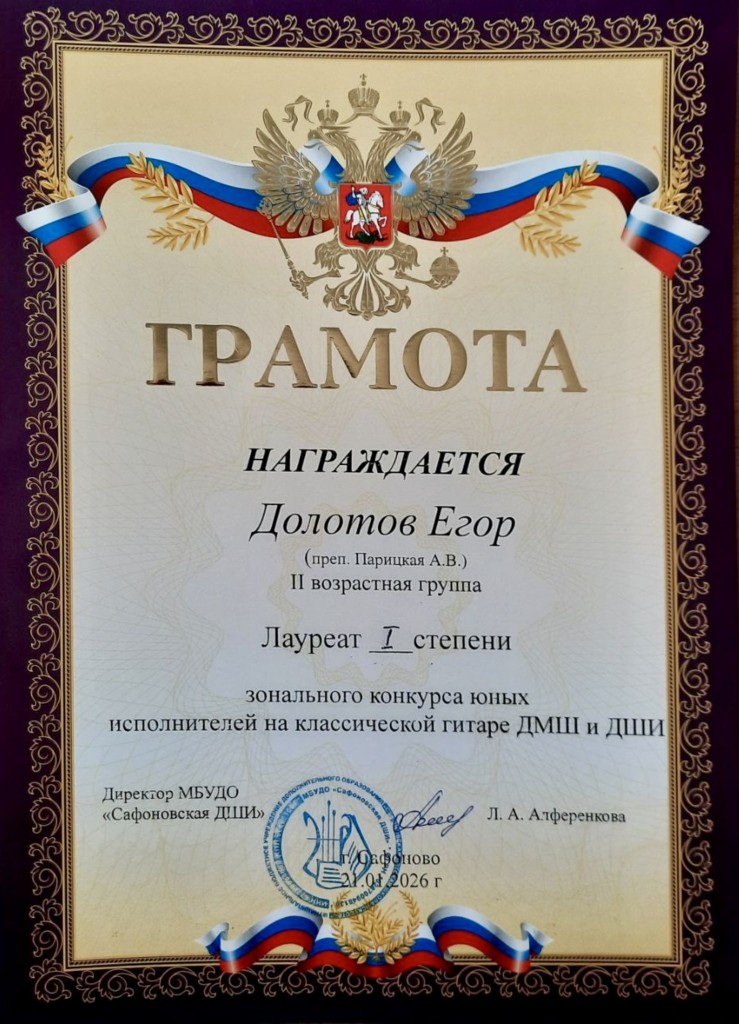 ГРАМОТА
НАГРАЖДАЕТСЯ
Долотов Егор
(преп. Парицкая А.В.)
II возрастная группа
Лауреат I степени
зонального конкурса юных
исполнителей на классической гитаре ДМШ и ДШИ
Директор МБУДО
«Сафоновская ДШИ»
Л. А. Алференкова
г. Сафоново
21.01.2026 г